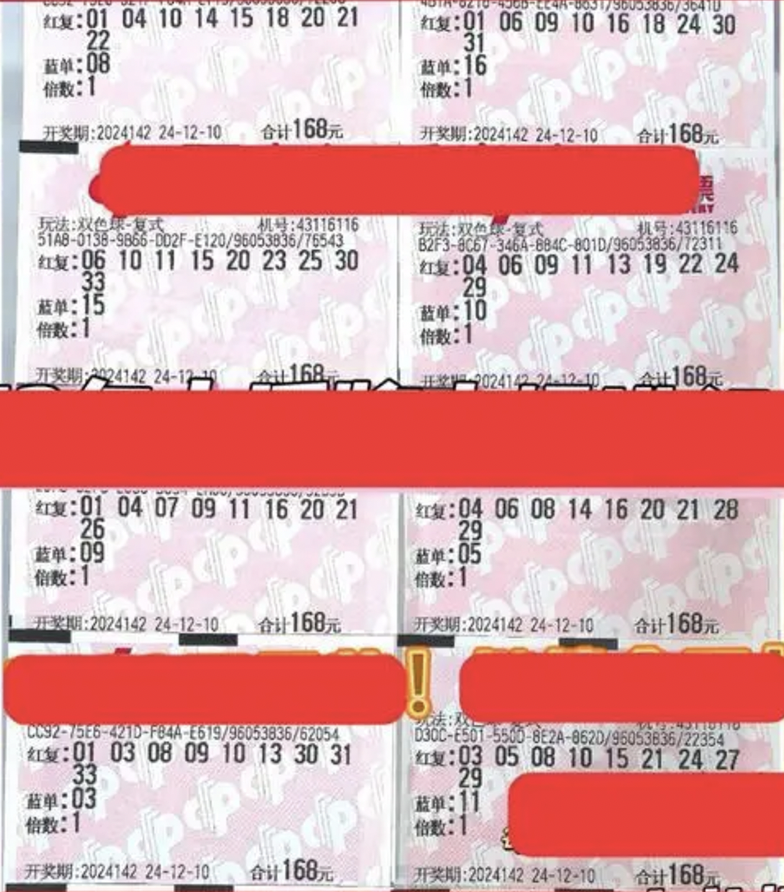 红复:01 04 10 14 15 18 20 21
22
蓝单:08
倍数:1
开奖期:2024142 24-12-10 合计168元
红复:01 06 09 10 16 18 24 30
31
蓝单:16
倍数:1
开奖期:2024142 24-12-10 合计168元
玩法:双色球-复式 机号:43116116
51A8-0138-9866-DD2F-E120/96053836/76543
红复:06 10 11 15 20 23 25 30
33
蓝单:15
倍数:1
开奖期:2024142 24-12-10 合计168元
票
玩法:双色球-复式 机号:43116116
B2F3-8C67-346A-884C-801D/96053836/72311
红复:04 06 09 11 13 19 22 24
29
蓝单:10
倍数:1
开奖期:2024142 24-12-10 合计168元
红复:01 04 07 09 11 16 20 21
26
蓝单:09
倍数:1
开奖期:2024142 24-12-10 合计168元
红复:04 06 08 14 16 20 21 28
29
蓝单:05
倍数:1
开奖期:2024142 24-12-10 合计168元
!
CC92-75E6-421D-F84A-E619/96053836/62054
红复:01 03 08 09 10 13 30 31
33
蓝单:03
倍数:1
开奖期:2024142 24-12-10 合计168元
玩法:双色球-复式 机号:43116116
D30C-E501-550D-8E2A-862D/96053836/22354
红复:03 05 08 10 15 21 24 27
29
蓝单:11
倍数:1
开奖期:2024142 24-12-10 合计168元